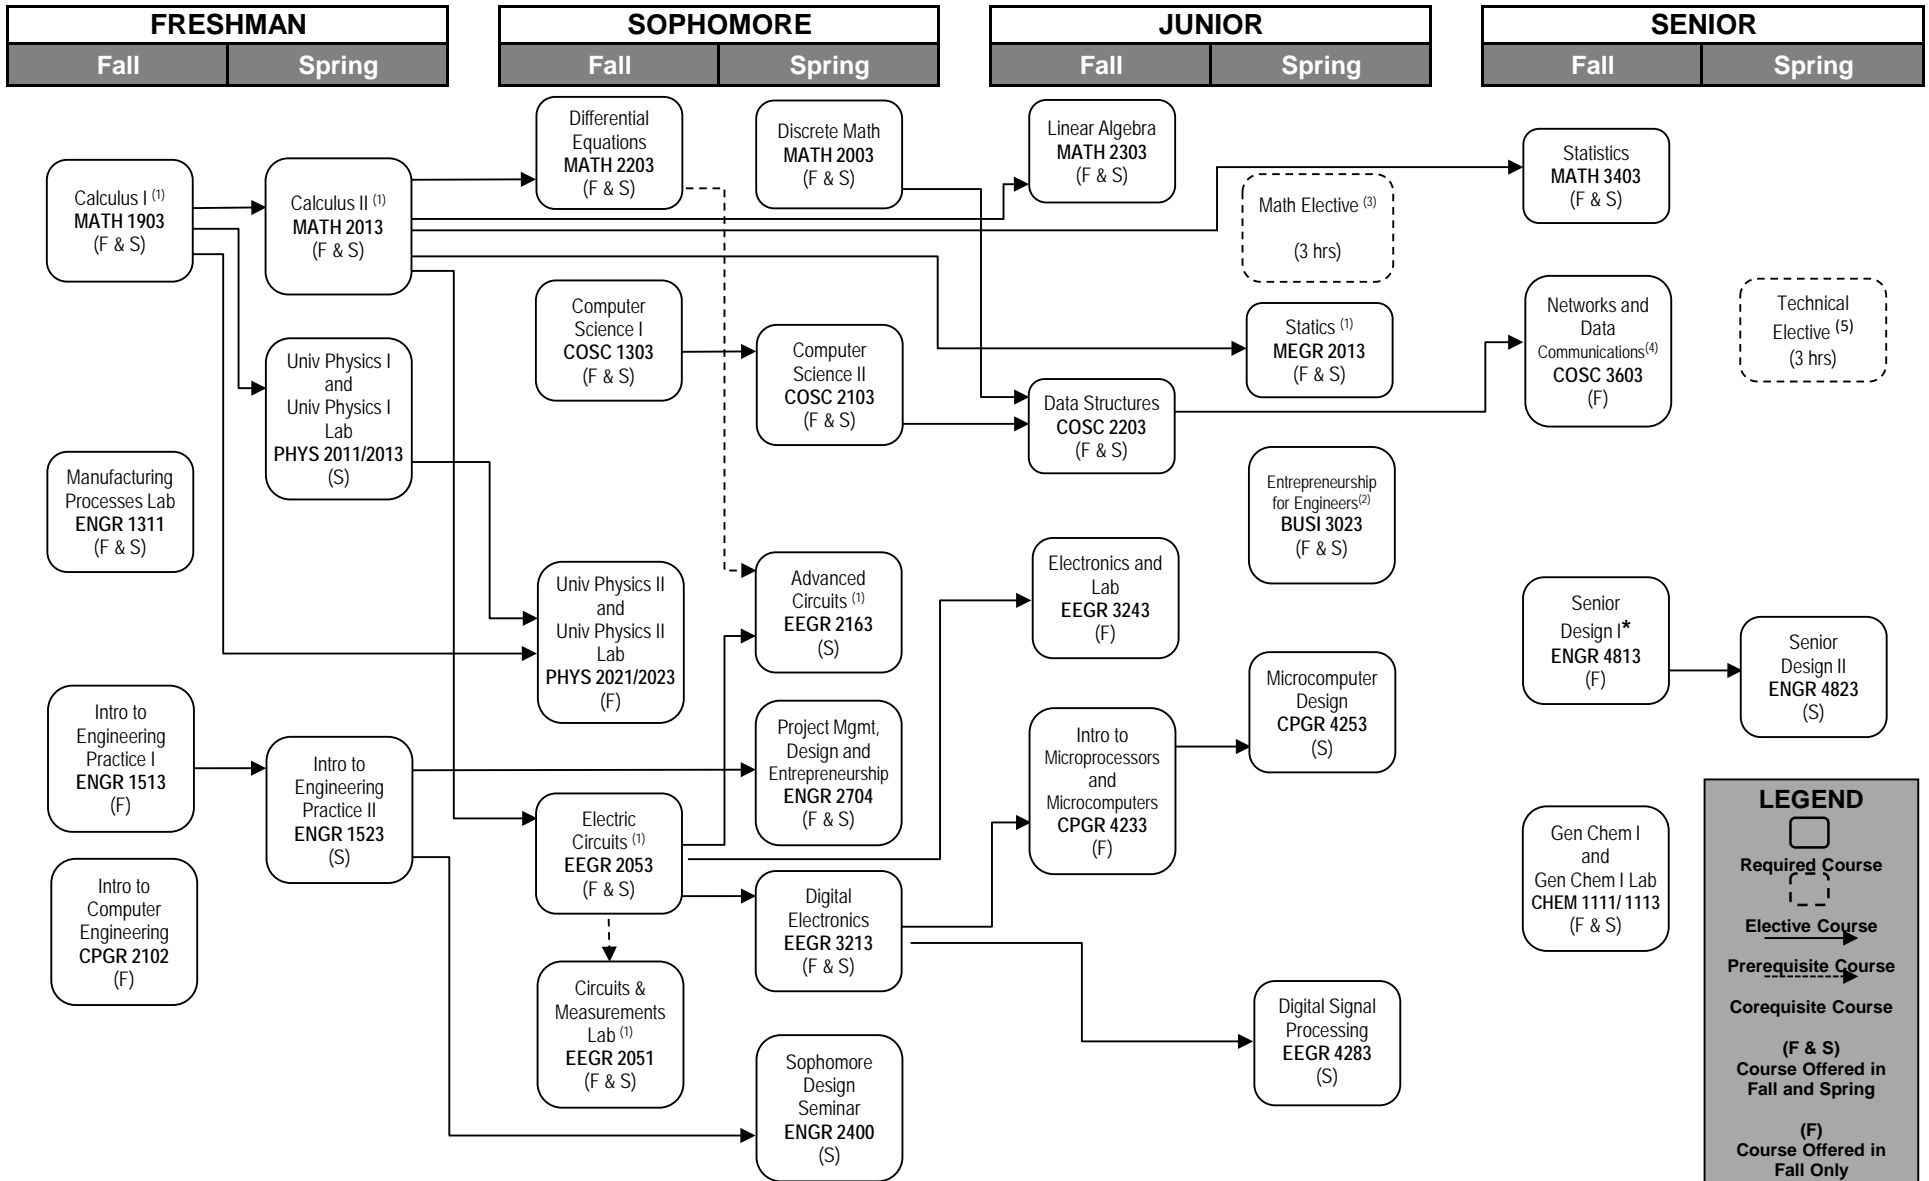 FRESHMAN
Fall
Spring
SOPHOMORE
Fall
Spring
JUNIOR
Fall
Spring
SENIOR
Fall
Spring
Calculus I (1)
MATH 1903
(F & S)
Manufacturing
Processes Lab
ENGR 1311
(F & S)
Intro to
Engineering
Practice I
ENGR 1513
(F)
Intro to
Computer
Engineering
CPGR 2102
(F)
Calculus II (1)
MATH 2013
(F & S)
Univ Physics I
and
Univ Physics I
Lab
PHYS 2011/2013
(S)
Intro to
Engineering
Practice II
ENGR 1523
(S)
Differential
Equations
MATH 2203
(F & S)
Computer
Science I
COSC 1303
(F & S)
Univ Physics II
and
Univ Physics II
Lab
PHYS 2021/2023
(F)
Electric
Circuits (1)
EEGR 2053
(F & S)
Circuits &
Measurements
Lab (1)
EEGR 2051
(F & S)
Discrete Math
MATH 2003
(F & S)
Computer
Science II
COSC 2103
(F & S)
Advanced
Circuits (1)
EEGR 2163
(S)
Project Mgmt,
Design and
Entrepreneurship
ENGR 2704
(F & S)
Digital
Electronics
EEGR 3213
(F & S)
Sophomore
Design
Seminar
ENGR 2400
(S)
Linear Algebra
MATH 2303
(F & S)
Data Structures
COSC 2203
(F & S)
Electronics and
Lab
EEGR 3243
(F)
Intro to
Microprocessors
and
Microcomputers
CPGR 4233
(F)
Math Elective (3)
(3 hrs)
Statics (1)
MEGR 2013
(F & S)
Entrepreneurship
for Engineers(2)
BUSI 3023
(F & S)
Microcomputer
Design
CPGR 4253
(S)
Digital Signal
Processing
EEGR 4283
(S)
Statistics
MATH 3403
(F & S)
Networks and
Data
Communications(4)
COSC 3603
(F)
Senior
Design I*
ENGR 4813
(F)
Gen Chem I
and
Gen Chem I Lab
CHEM 1111/ 1113
(F & S)
Technical
Elective (5)
(3 hrs)
Senior
Design II
ENGR 4823
(S)
LEGEND
Required Course
Elective Course
Prerequisite Course
Corequisite Course
(F & S)
Course Offered in
Fall and Spring
(F)
Course Offered in
Fall Only